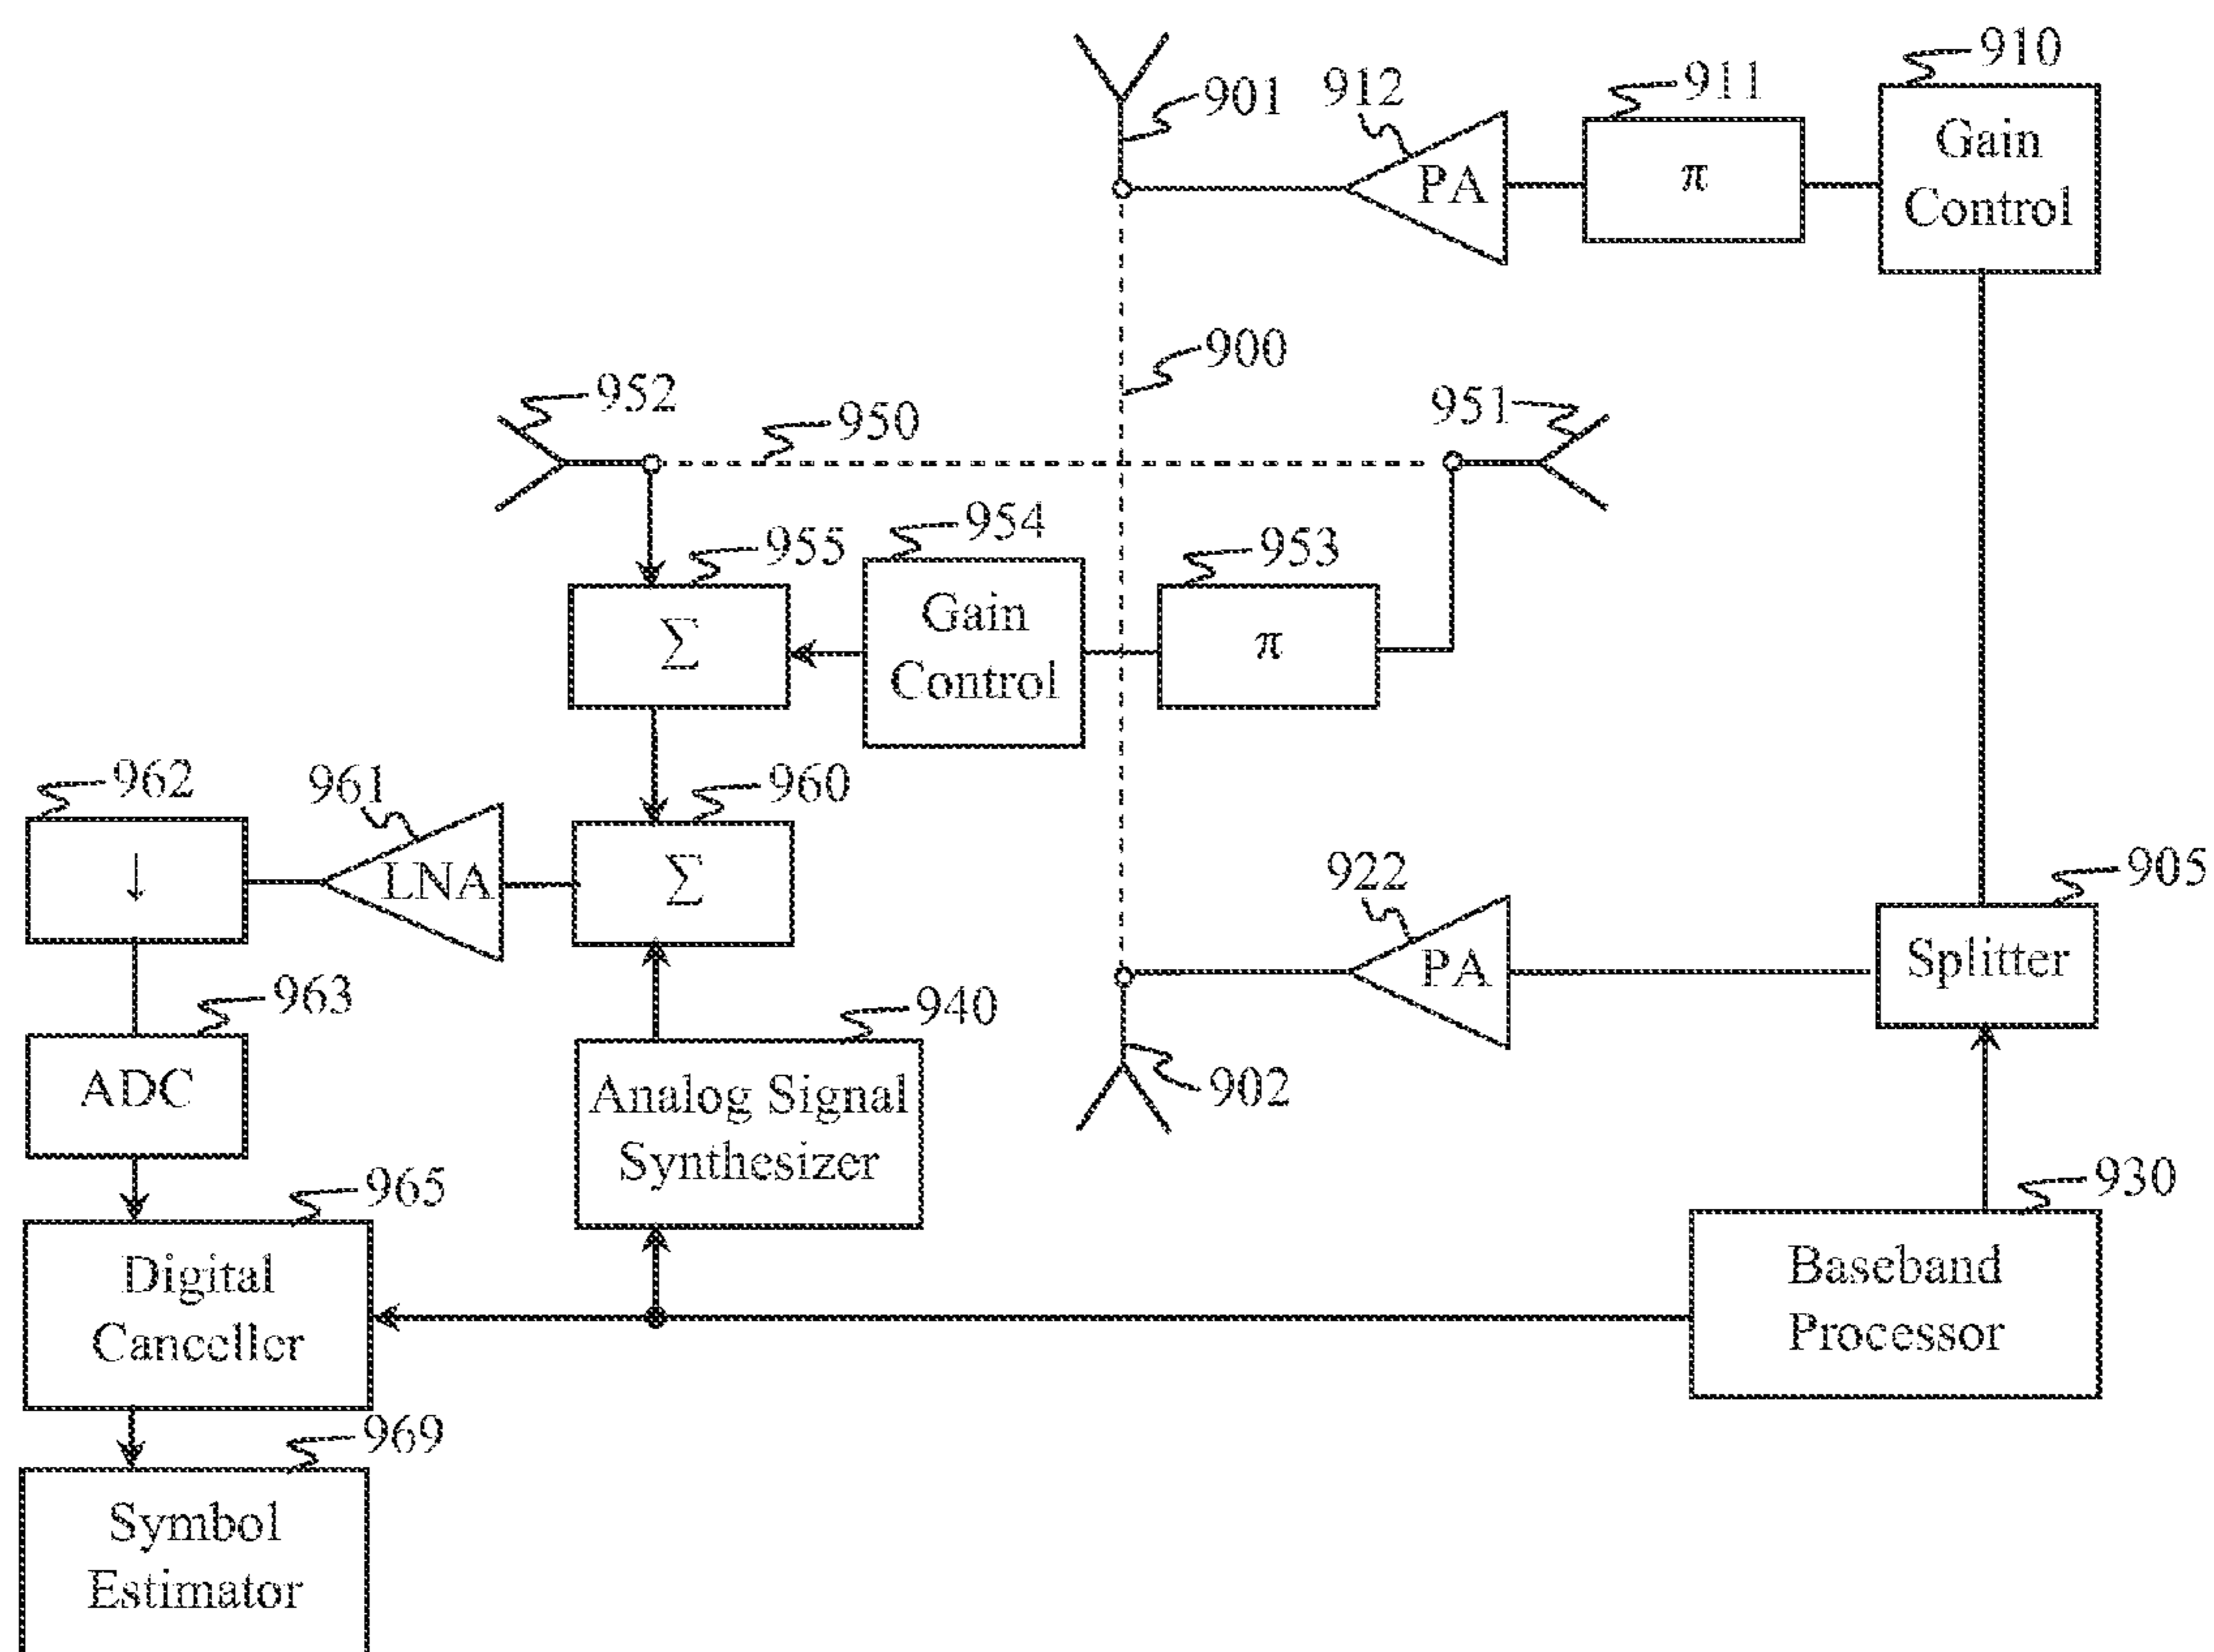 910
911
912
901
Gain
Control
π
PA
900
952
950
951
954
955
953
Gain
Control
Σ
π
962
961
960
↓
LNA
Σ
922
905
PA
Splitter
963
940
902
ADC
Analog Signal
Synthesizer
965
930
Digital
Canceller
Baseband
Processor
969
Symbol
Estimator